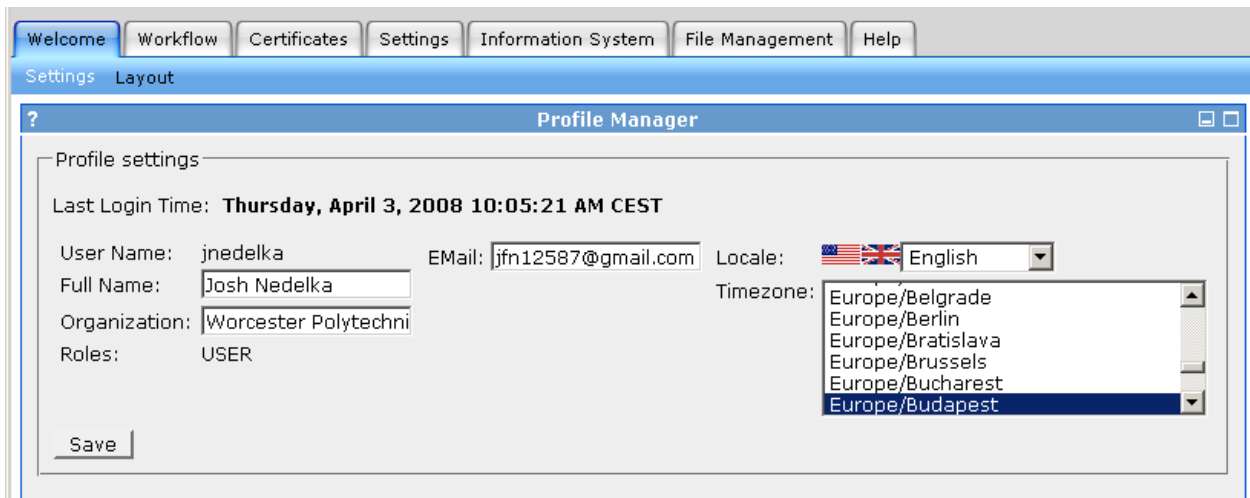 Welcome Workflow Certificates Settings Information System File Management Help
Settings Layout
? Profile Manager
Profile settings
Last Login Time: Thursday, April 3, 2008 10:05:21 AM CEST
User Name: jnedelka EMail: jfn12587@gmail.com Locale: English
Full Name: Josh Nedelka Timezone: Europe/Belgrade
Europe/Berlin
Organization: Worcester Polytechni Europe/Bratislava
Roles: USER Europe/Brussels
Europe/Bucharest
Europe/Budapest
Save